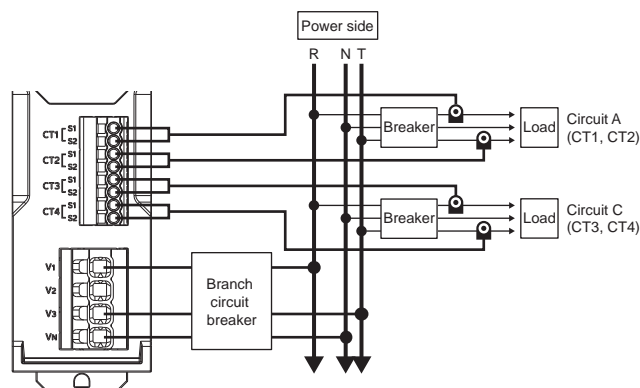 Power side
R N T
CT1 S1
S2
CT2 S1
S2
CT3 S1
S2
CT4 S1
S2
Breaker
Load
Circuit A
(CT1, CT2)
Breaker
Load
Circuit C
(CT3, CT4)
V1
V2
V3
VN
Branch
circuit
breaker